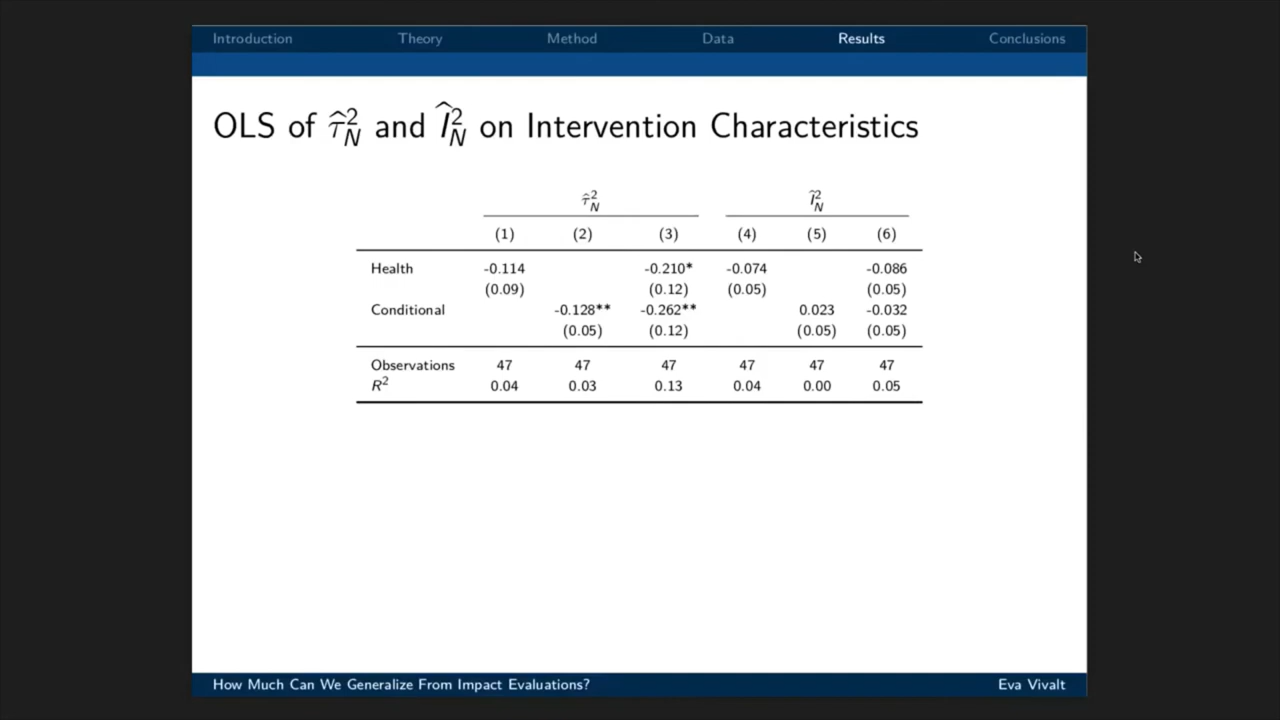 Introduction Theory Method Data Results Conclusions
OLS of τ̂²_N and Î²_N on Intervention Characteristics
τ̂²_N Î²_N
(1) (2) (3) (4) (5) (6)
Health -0.114 -0.210* -0.074 -0.086
(0.09) (0.12) (0.05) (0.05)
Conditional -0.128** -0.262** 0.023 -0.032
(0.05) (0.12) (0.05) (0.05)
Observations 47 47 47 47 47 47
R² 0.04 0.03 0.13 0.04 0.00 0.05
How Much Can We Generalize From Impact Evaluations? Eva Vivalt